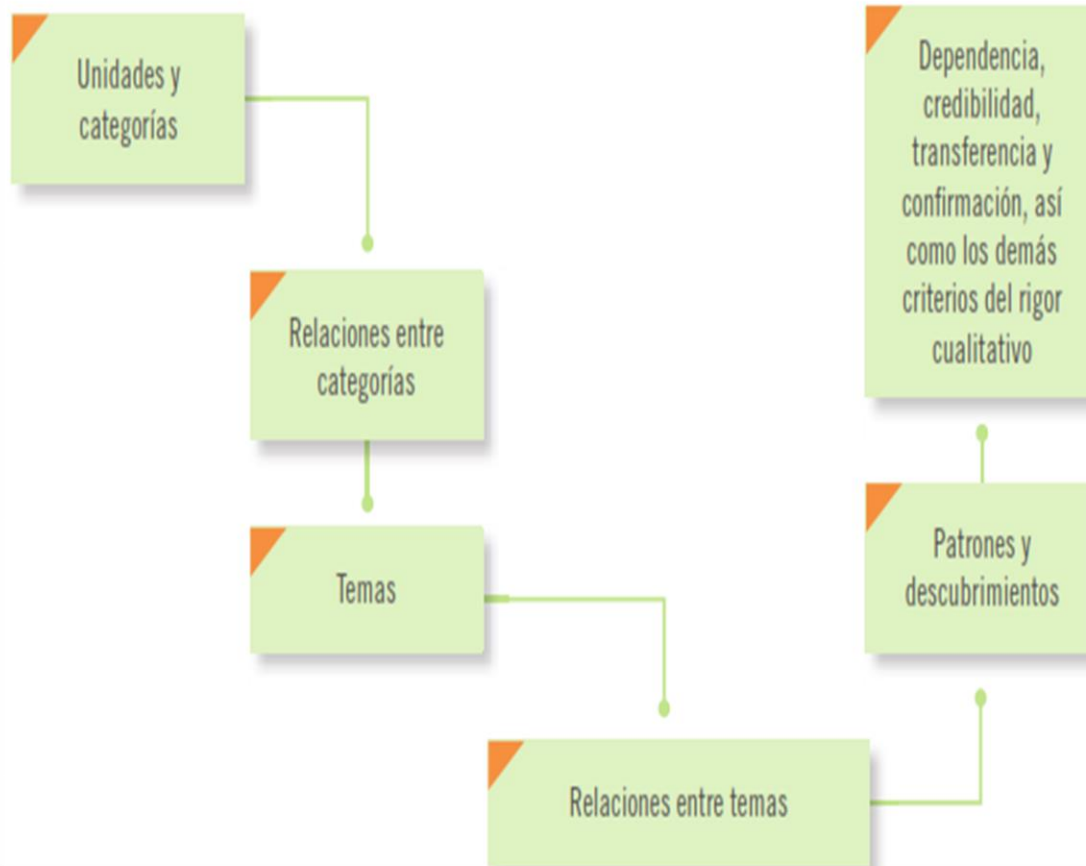 Unidades y
categorías
Relaciones entre
categorías
Temas
Relaciones entre temas
Patrones y
descubrimientos
Dependencia,
credibilidad,
transferencia y
confirmación, así
como los demás
criterios del rigor
cualitativo